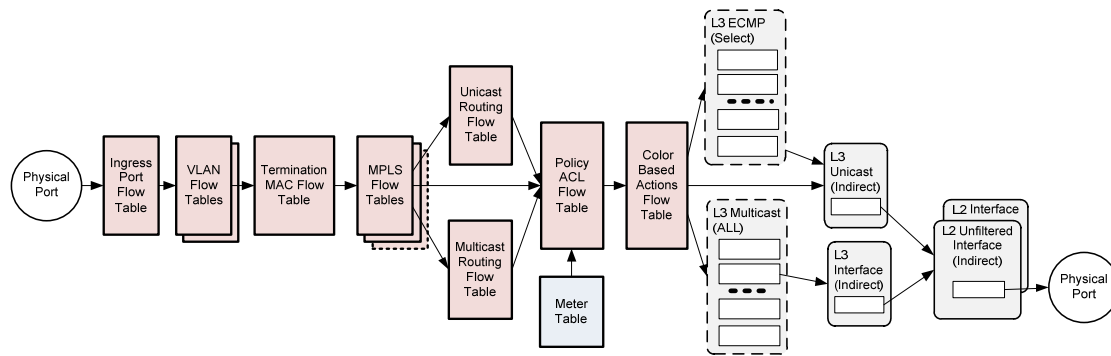 Physical
Port
Ingress
Port
Flow
Table
VLAN
Flow
Tables
Termination
MAC Flow
Table
MPLS
Flow
Tables
Unicast
Routing
Flow
Table
Multicast
Routing
Flow
Table
Policy
ACL
Flow
Table
Meter
Table
Color
Based
Actions
Flow
Table
L3 ECMP
(Select)
L3 Multicast
(ALL)
L3
Unicast
(Indirect)
L3
Interface
(Indirect)
L2 Interface
L2 Unfiltered
Interface
(Indirect)
Physical
Port